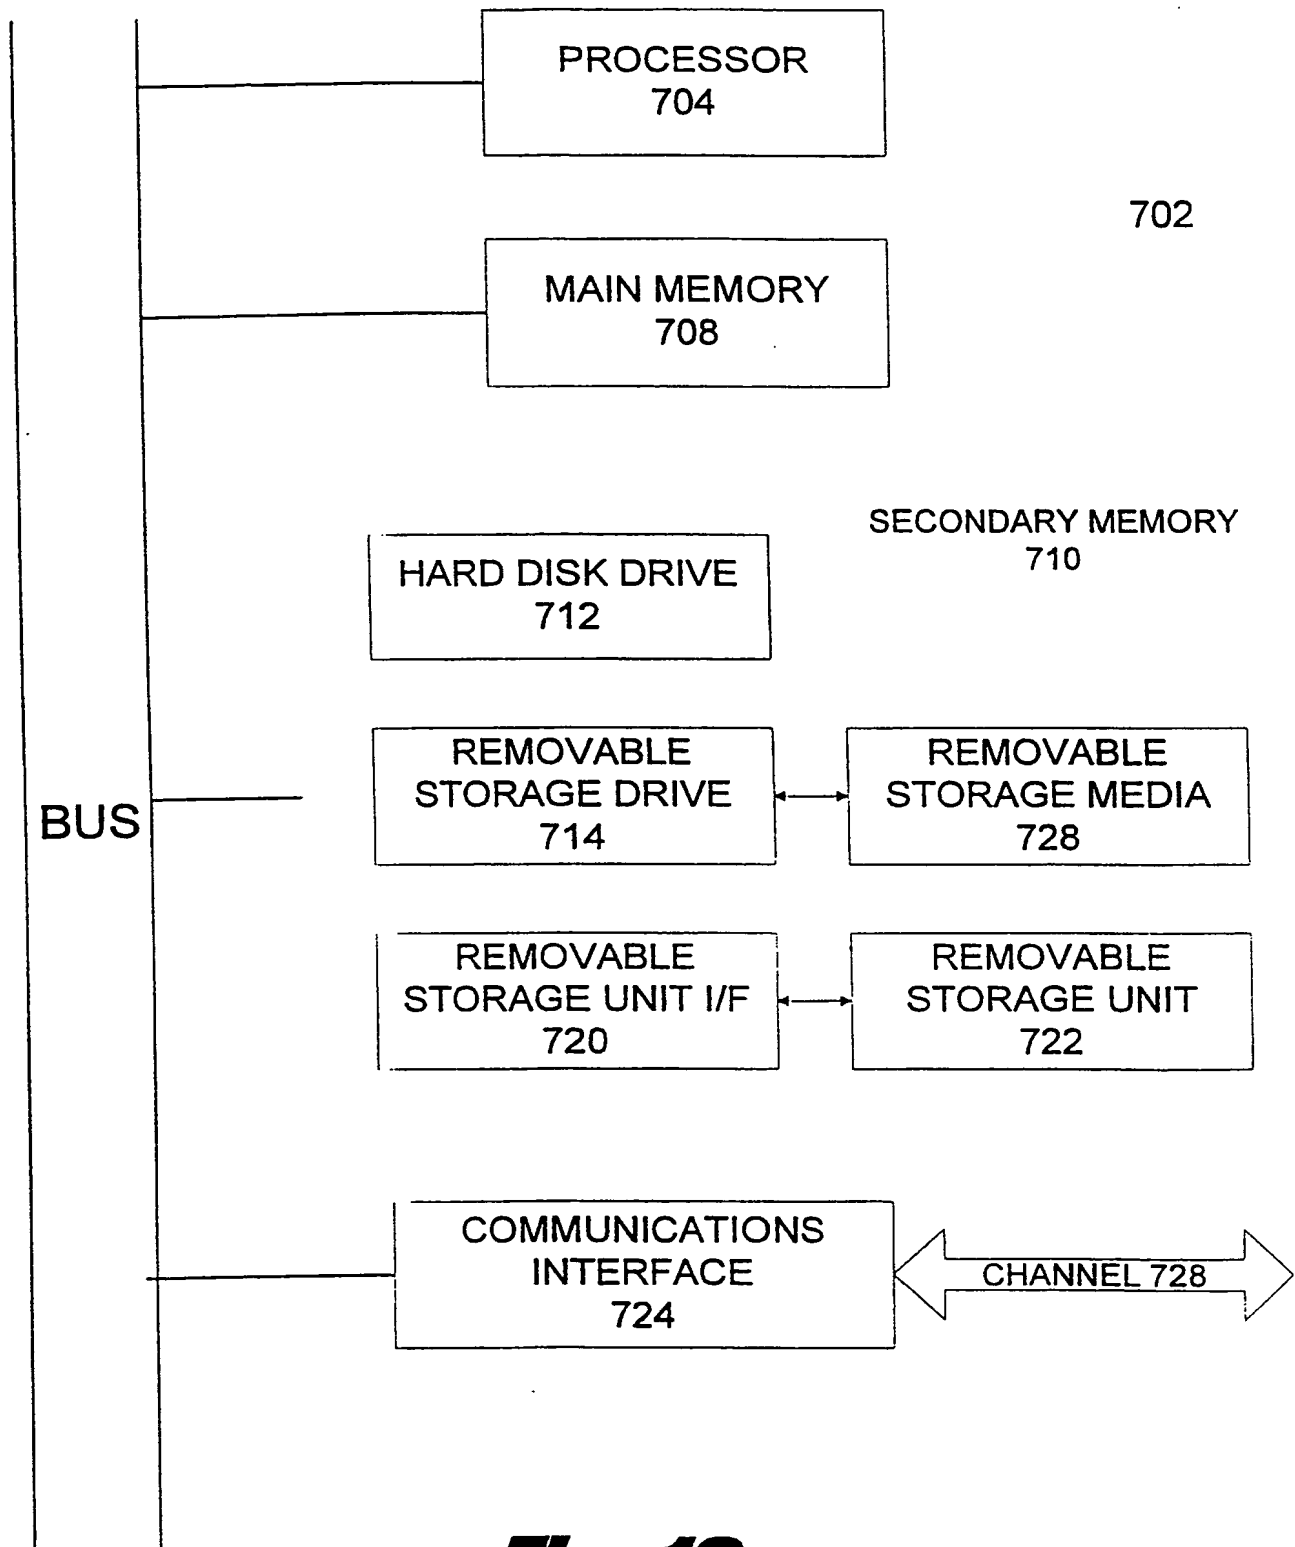 PROCESSOR
704
702
MAIN MEMORY
708
SECONDARY MEMORY
710
HARD DISK DRIVE
712
REMOVABLE
STORAGE DRIVE
714
REMOVABLE
STORAGE MEDIA
728
BUS
REMOVABLE
STORAGE UNIT I/F
720
REMOVABLE
STORAGE UNIT
722
COMMUNICATIONS
INTERFACE
724
CHANNEL 728